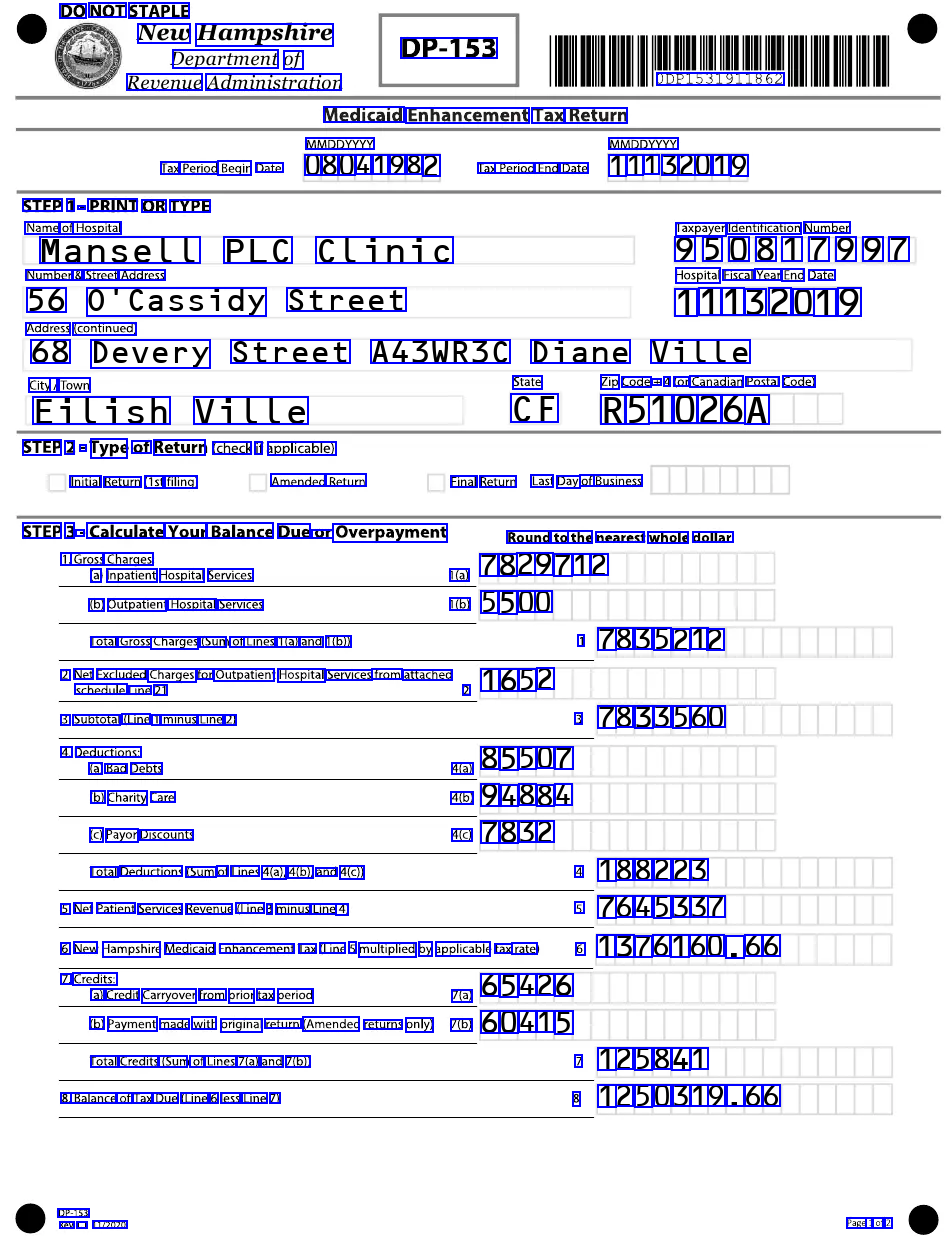 DO NOT STAPLE
New Hampshire
Department of
Revenue Administration
DP-153
0DP1531911862
Medicaid Enhancement Tax Return
MMDDYYYY MMDDYYYY
Tax Period Begin Date 08041982 Tax Period End Date 11132019
STEP 1 - PRINT OR TYPE
Name of Hospital Taxpayer Identification Number
Mansell PLC Clinic 950817997
Number & Street Address Hospital Fiscal Year End Date
56 O'Cassidy Street 11132019
Address (continued)
68 Devery Street A43WR3C Diane Ville
City / Town State Zip Code + 4 (or Canadian Postal Code)
Eilish Ville CF R51026A
STEP 2 - Type of Return (check if applicable)
Initial Return (1st filing Amended Return Final Return Last Day of Business
STEP 3 - Calculate Your Balance Due or Overpayment Round to the nearest whole dollar
1. Gross Charges
a) Inpatient Hospital Services 1(a) 7829712
(b) Outpatient Hospital Services 1(b) 5500
Total Gross Charges (Sum of Lines 1(a) and 1(b)) 1 7835212
2. Net Excluded Charges for Outpatient Hospital Services from attached
schedule Line 21 2 1652
3. Subtotal (Line 1 minus Line 2) 3 7833560
4. Deductions:
(a) Bad Debts 4(a) 85507
b) Charity Care 4(b) 94884
(c) Payor Discounts 4(c) 7832
Total Deductions (Sum of Lines 4(a), 4(b), and 4(c)) 4 188223
5. Net Patient Services Revenue (Line 3 minus Line 4) 5 7645337
6. New Hampshire Medicaid Enhancement Tax (Line 5 multiplied by applicable tax rate) 6 1376160.66
7. Credits:
a) Credit Carryover from prior tax period 7(a) 65426
(b) Payment made with original return (Amended returns only) 7(b) 60415
Total Credits (Sum of Lines 7(a) and 7(b)) 7 125841
8. Balance of Tax Due (Line 6 less Line 7) 8 1250319.66
DP-153
Page 1 of 2